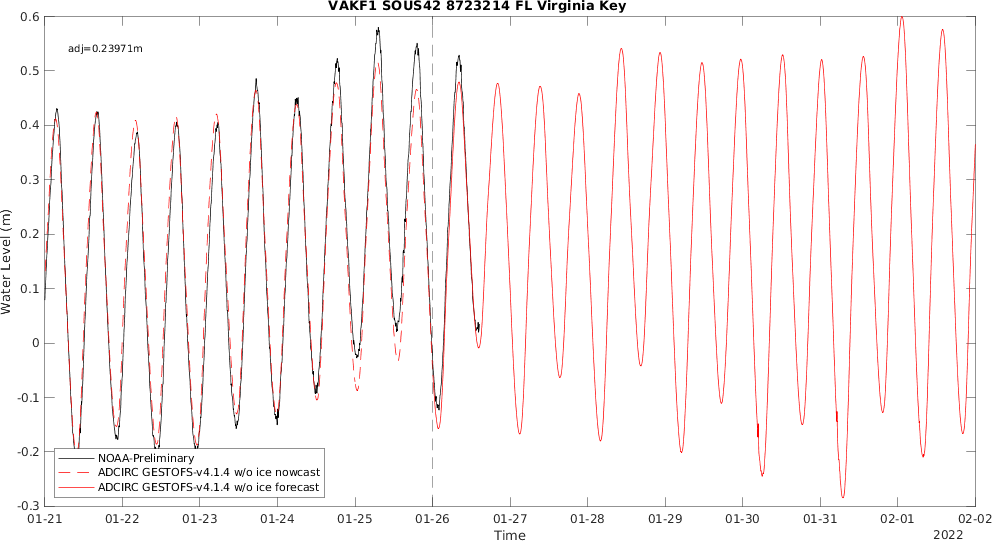 VAKF1 SOUS42 8723214 FL Virginia Key
adj=0.23971m
Water Level (m)
0.6
0.5
0.4
0.3
0.2
0.1
0
-0.1
-0.2
-0.3
NOAA-Preliminary
ADCIRC GESTOFS-v4.1.4 w/o ice nowcast
ADCIRC GESTOFS-v4.1.4 w/o ice forecast
01-21 01-22 01-23 01-24 01-25 01-26 01-27 01-28 01-29 01-30 01-31 02-01 02-02
Time
2022